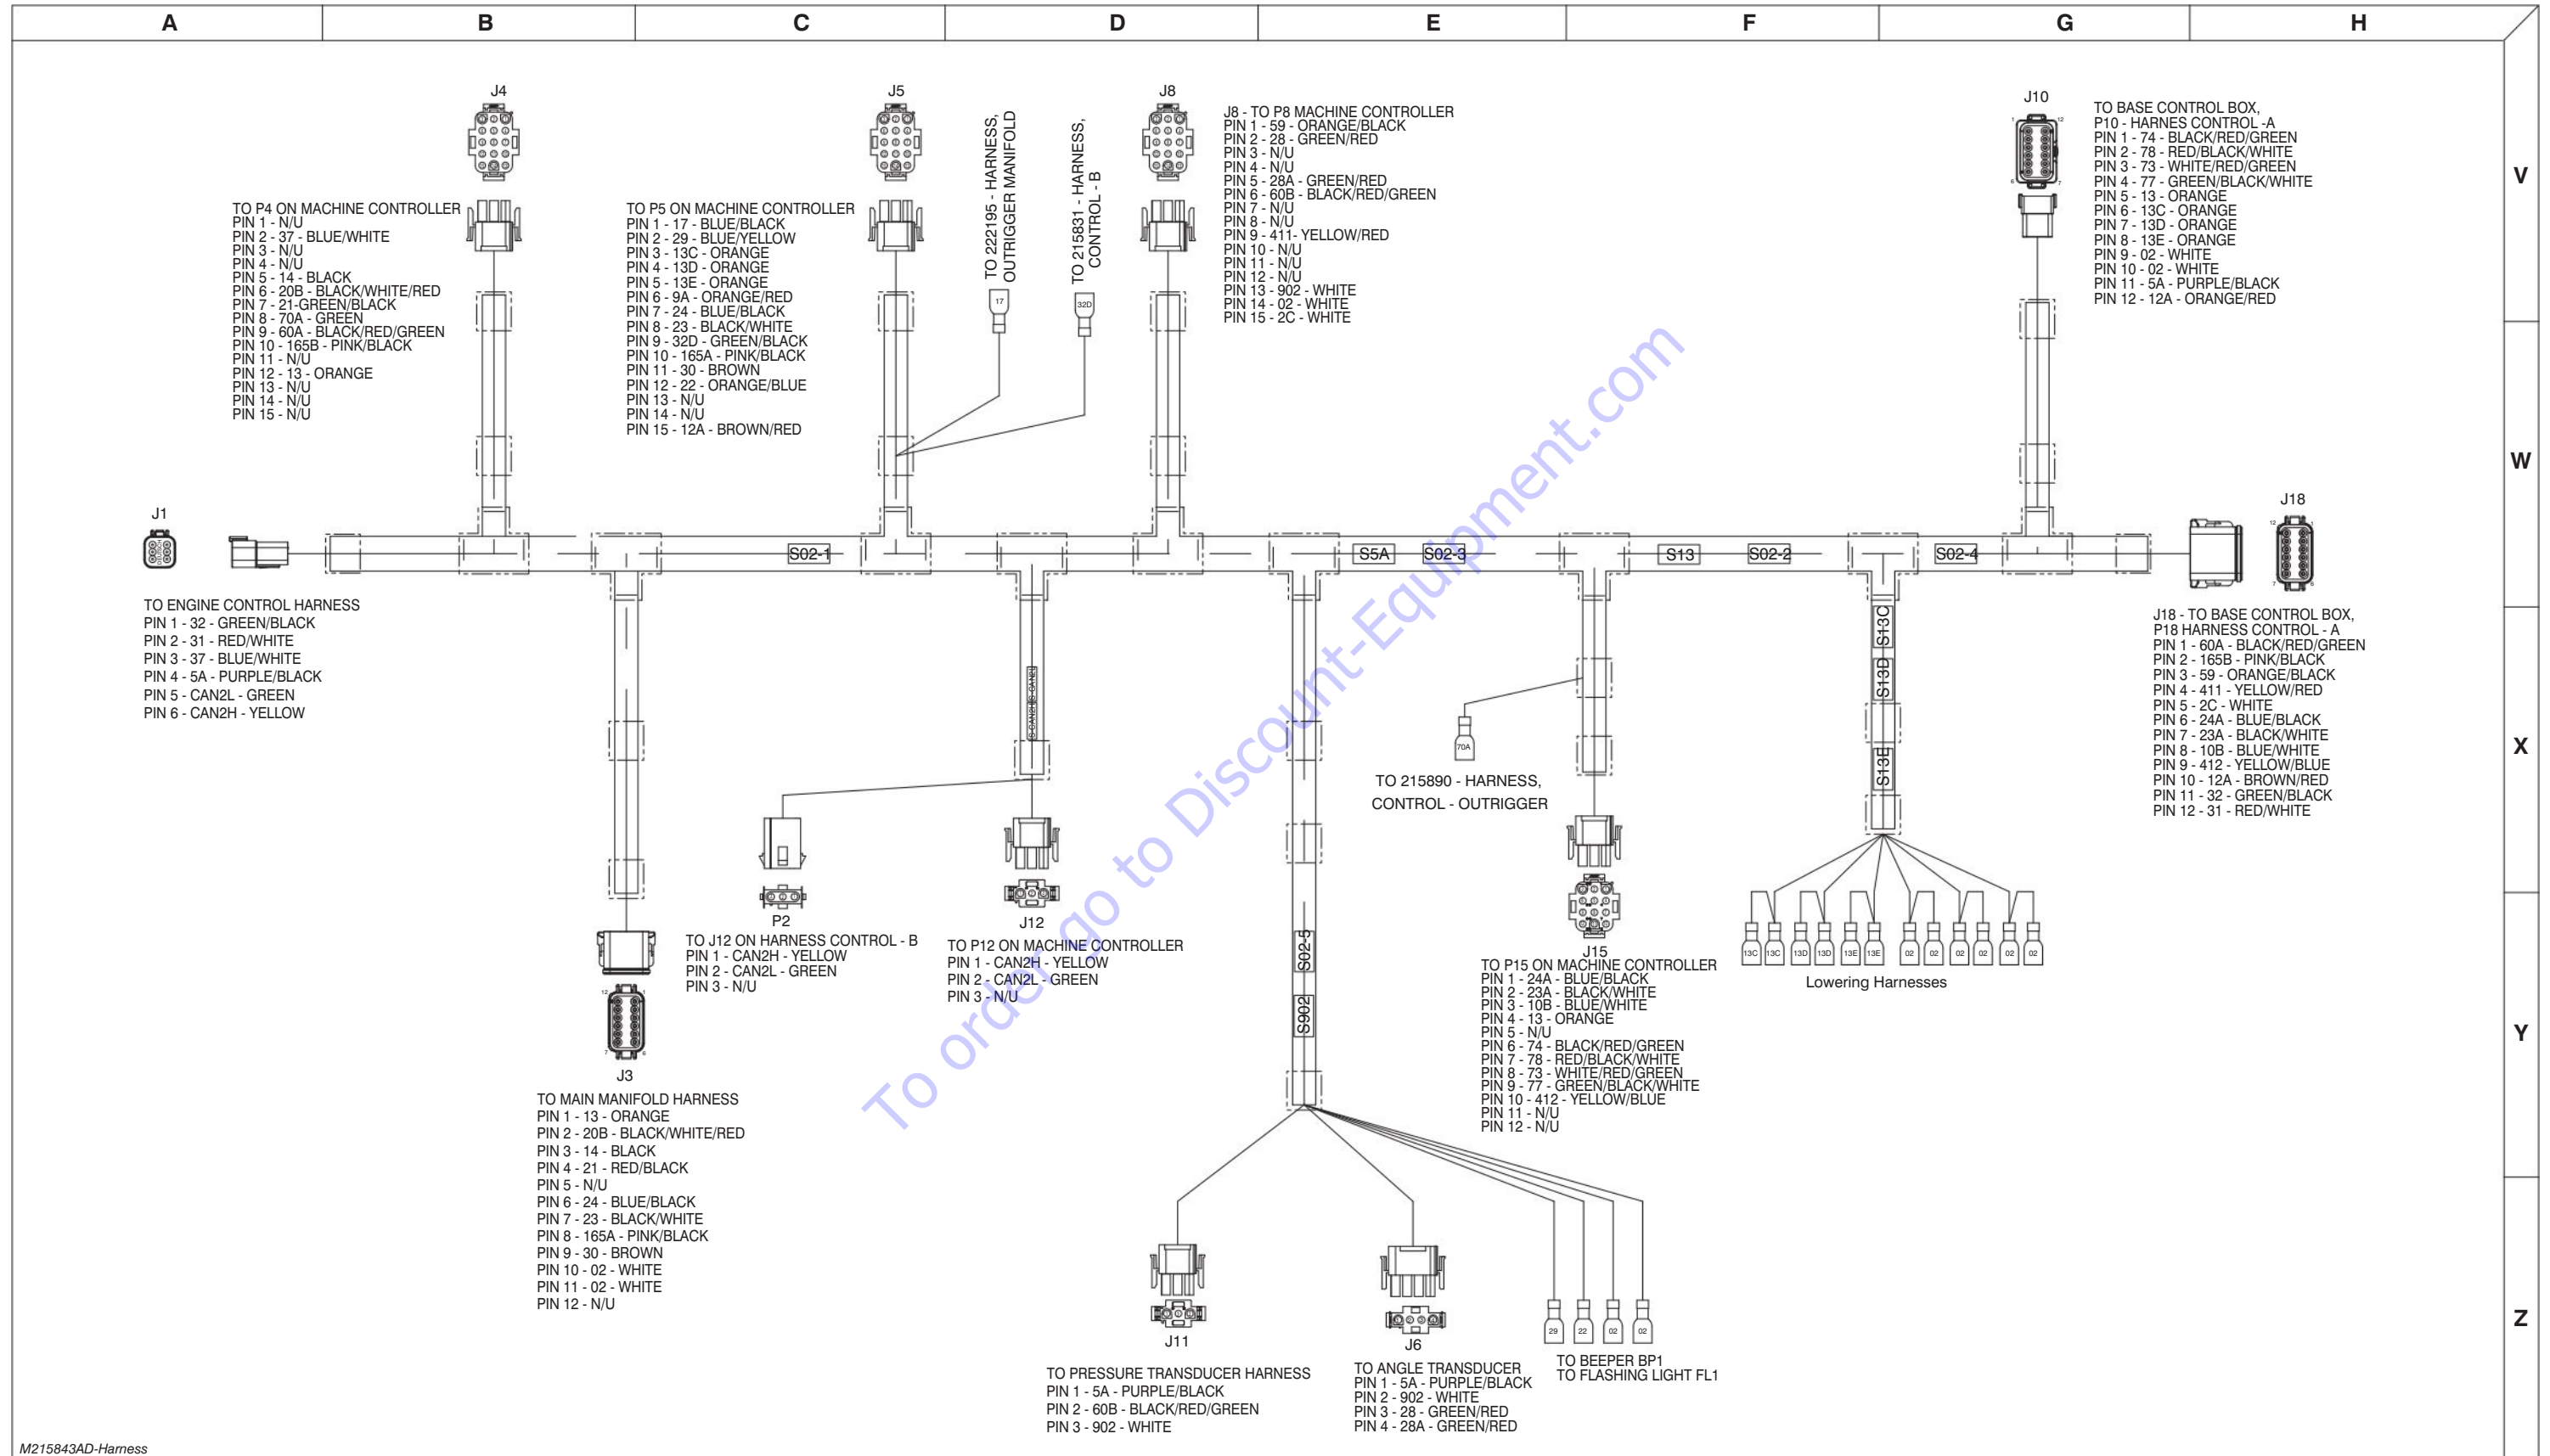 A B C D E F G H
V
W
X
Y
Z
J4
TO P4 ON MACHINE CONTROLLER
PIN 1 - N/U
PIN 2 - 37 - BLUE/WHITE
PIN 3 - N/U
PIN 4 - N/U
PIN 5 - 14 - BLACK
PIN 6 - 20B - BLACK/WHITE/RED
PIN 7 - 21-GREEN/BLACK
PIN 8 - 70A - GREEN
PIN 9 - 60A - BLACK/RED/GREEN
PIN 10 - 165B - PINK/BLACK
PIN 11 - N/U
PIN 12 - 13 - ORANGE
PIN 13 - N/U
PIN 14 - N/U
PIN 15 - N/U
J5
TO P5 ON MACHINE CONTROLLER
PIN 1 - 17 - BLUE/BLACK
PIN 2 - 29 - BLUE/YELLOW
PIN 3 - 13C - ORANGE
PIN 4 - 13D - ORANGE
PIN 5 - 13E - ORANGE
PIN 6 - 9A - ORANGE/RED
PIN 7 - 24 - BLUE/BLACK
PIN 8 - 23 - BLACK/WHITE
PIN 9 - 32D - GREEN/BLACK
PIN 10 - 165A - PINK/BLACK
PIN 11 - 30 - BROWN
PIN 12 - 22 - ORANGE/BLUE
PIN 13 - N/U
PIN 14 - N/U
PIN 15 - 12A - BROWN/RED
TO 222195 - HARNESS,
OUTRIGGER MANIFOLD
17
TO 215831 - HARNESS,
CONTROL - B
32D
J8
J8 - TO P8 MACHINE CONTROLLER
PIN 1 - 59 - ORANGE/BLACK
PIN 2 - 28 - GREEN/RED
PIN 3 - N/U
PIN 4 - N/U
PIN 5 - 28A - GREEN/RED
PIN 6 - 60B - BLACK/RED/GREEN
PIN 7 - N/U
PIN 8 - N/U
PIN 9 - 411- YELLOW/RED
PIN 10 - N/U
PIN 11 - N/U
PIN 12 - N/U
PIN 13 - 902 - WHITE
PIN 14 - 02 - WHITE
PIN 15 - 2C - WHITE
J10
1 12
6 7
TO BASE CONTROL BOX,
P10 - HARNES CONTROL -A
PIN 1 - 74 - BLACK/RED/GREEN
PIN 2 - 78 - RED/BLACK/WHITE
PIN 3 - 73 - WHITE/RED/GREEN
PIN 4 - 77 - GREEN/BLACK/WHITE
PIN 5 - 13 - ORANGE
PIN 6 - 13C - ORANGE
PIN 7 - 13D - ORANGE
PIN 8 - 13E - ORANGE
PIN 9 - 02 - WHITE
PIN 10 - 02 - WHITE
PIN 11 - 5A - PURPLE/BLACK
PIN 12 - 12A - ORANGE/RED
J1
TO ENGINE CONTROL HARNESS
PIN 1 - 32 - GREEN/BLACK
PIN 2 - 31 - RED/WHITE
PIN 3 - 37 - BLUE/WHITE
PIN 4 - 5A - PURPLE/BLACK
PIN 5 - CAN2L - GREEN
PIN 6 - CAN2H - YELLOW
S02-1 S5A S02-3 S13 S02-2 S02-4
J18
12 1
7 6
J18 - TO BASE CONTROL BOX,
P18 HARNESS CONTROL - A
PIN 1 - 60A - BLACK/RED/GREEN
PIN 2 - 165B - PINK/BLACK
PIN 3 - 59 - ORANGE/BLACK
PIN 4 - 411 - YELLOW/RED
PIN 5 - 2C - WHITE
PIN 6 - 24A - BLUE/BLACK
PIN 7 - 23A - BLACK/WHITE
PIN 8 - 10B - BLUE/WHITE
PIN 9 - 412 - YELLOW/BLUE
PIN 10 - 12A - BROWN/RED
PIN 11 - 32 - GREEN/BLACK
PIN 12 - 31 - RED/WHITE
S-CAN2H S-CAN2L
S13C
S13D
S13E
70A
TO 215890 - HARNESS,
CONTROL - OUTRIGGER
P2
TO J12 ON HARNESS CONTROL - B
PIN 1 - CAN2H - YELLOW
PIN 2 - CAN2L - GREEN
PIN 3 - N/U
J12
TO P12 ON MACHINE CONTROLLER
PIN 1 - CAN2H - YELLOW
PIN 2 - CAN2L - GREEN
PIN 3 - N/U
S02-5
S902
J15
TO P15 ON MACHINE CONTROLLER
PIN 1 - 24A - BLUE/BLACK
PIN 2 - 23A - BLACK/WHITE
PIN 3 - 10B - BLUE/WHITE
PIN 4 - 13 - ORANGE
PIN 5 - N/U
PIN 6 - 74 - BLACK/RED/GREEN
PIN 7 - 78 - RED/BLACK/WHITE
PIN 8 - 73 - WHITE/RED/GREEN
PIN 9 - 77 - GREEN/BLACK/WHITE
PIN 10 - 412 - YELLOW/BLUE
PIN 11 - N/U
PIN 12 - N/U
13C 13C 13D 13D 13E 13E 02 02 02 02 02 02
Lowering Harnesses
12 1
7 6
J3
TO MAIN MANIFOLD HARNESS
PIN 1 - 13 - ORANGE
PIN 2 - 20B - BLACK/WHITE/RED
PIN 3 - 14 - BLACK
PIN 4 - 21 - RED/BLACK
PIN 5 - N/U
PIN 6 - 24 - BLUE/BLACK
PIN 7 - 23 - BLACK/WHITE
PIN 8 - 165A - PINK/BLACK
PIN 9 - 30 - BROWN
PIN 10 - 02 - WHITE
PIN 11 - 02 - WHITE
PIN 12 - N/U
J11
TO PRESSURE TRANSDUCER HARNESS
PIN 1 - 5A - PURPLE/BLACK
PIN 2 - 60B - BLACK/RED/GREEN
PIN 3 - 902 - WHITE
J6
TO ANGLE TRANSDUCER
PIN 1 - 5A - PURPLE/BLACK
PIN 2 - 902 - WHITE
PIN 3 - 28 - GREEN/RED
PIN 4 - 28A - GREEN/RED
29 22 02 02
TO BEEPER BP1
TO FLASHING LIGHT FL1
To order go to Discount-Equipment.com
M215843AD-Harness